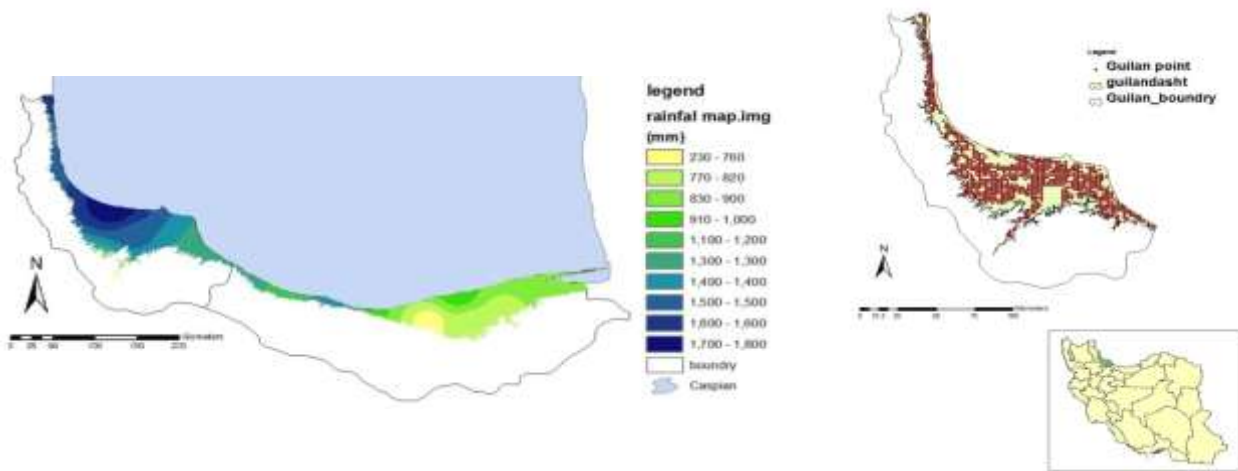 legend
rainfal map.img
(mm)
230 - 760
770 - 820
830 - 900
910 - 1,000
1,100 - 1,200
1,300 - 1,300
1,400 - 1,400
1,500 - 1,500
1,600 - 1,600
1,700 - 1,800
boundry
Caspian
N
Legend
Guilan point
guilandasht
Guilan_boundry
N